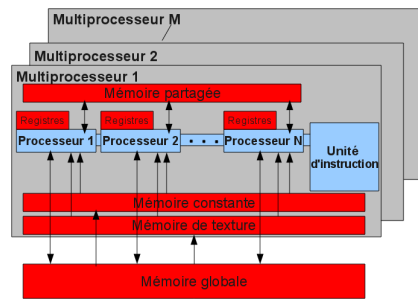 Multiprocesseur M
Multiprocesseur 2
Multiprocesseur 1
Mémoire partagée
Registres Registres Registres
Processeur 1 Processeur 2 . . . Processeur N
Unité
d'instruction
Mémoire constante
Mémoire de texture
Mémoire globale